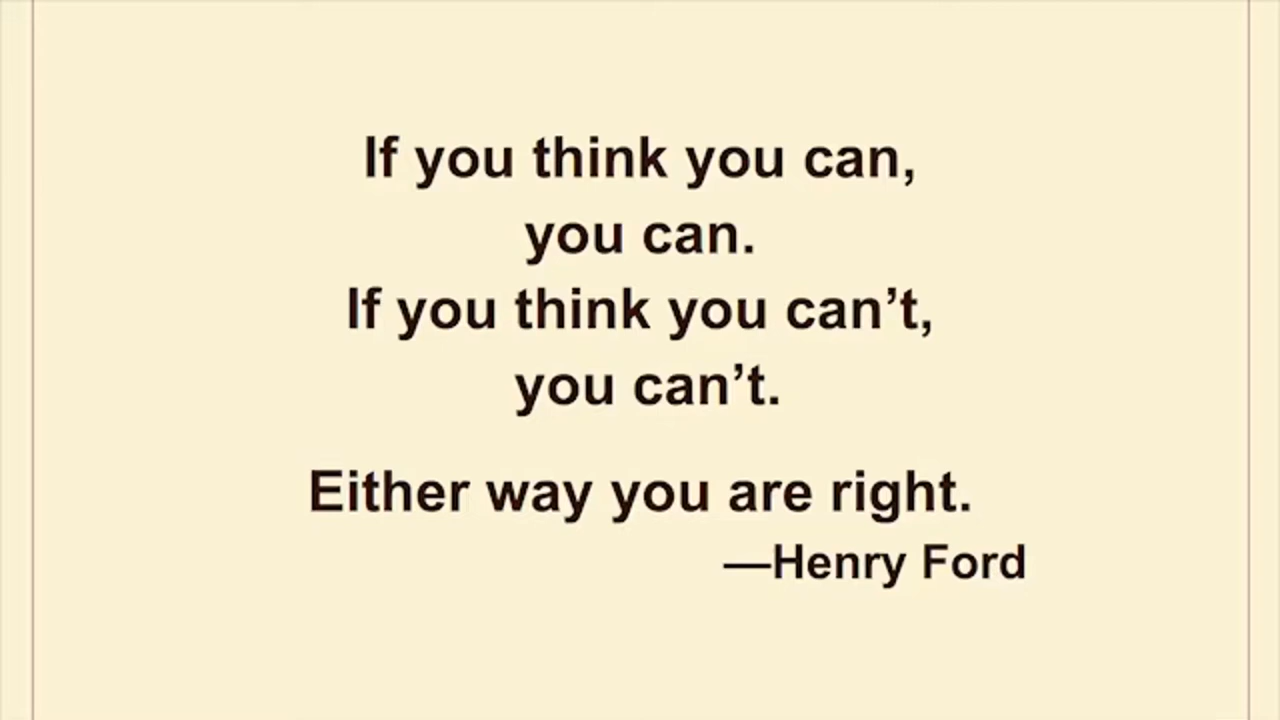 If you think you can,
you can.
If you think you can’t,
you can’t.
Either way you are right.
—Henry Ford